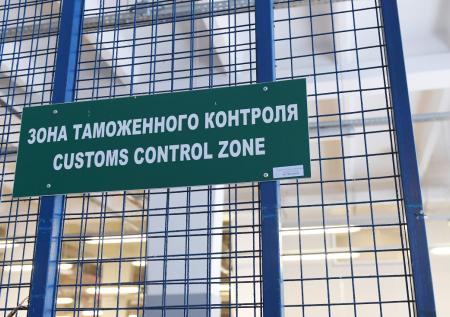 ЗОНА ТАМОЖЕННОГО КОНТРОЛЯ
CUSTOMS CONTROL ZONE